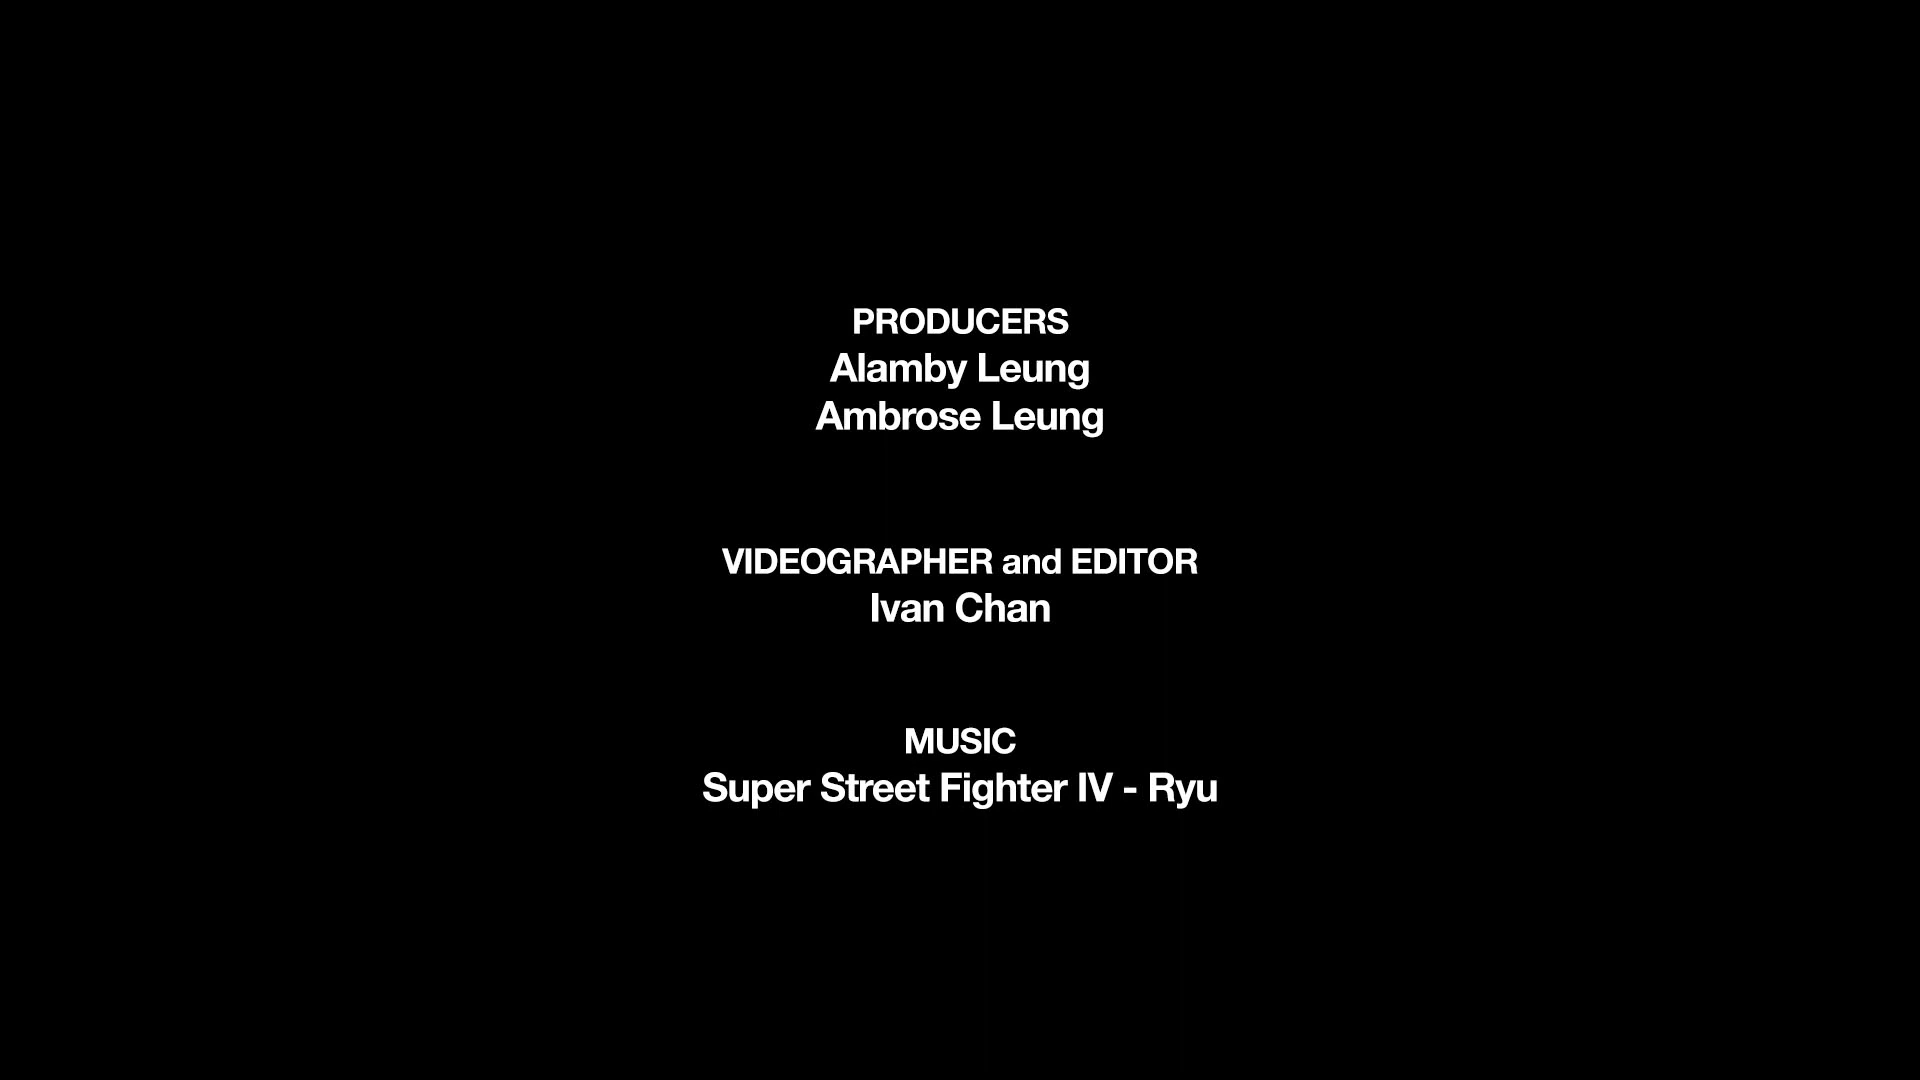 PRODUCERS
Alamby Leung
Ambrose Leung
VIDEOGRAPHER and EDITOR
Ivan Chan
MUSIC
Super Street Fighter IV - Ryu